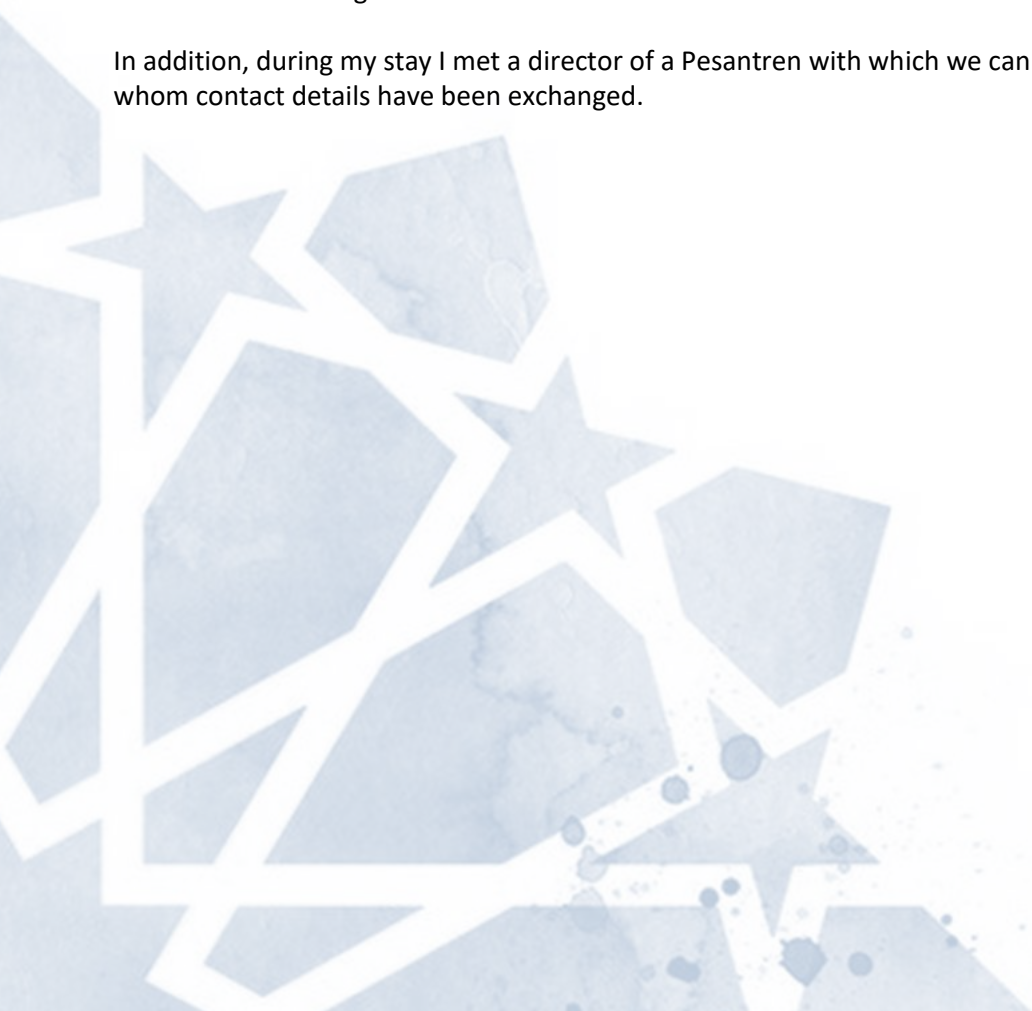 In addition, during my stay I met a director of a Pesantren with which we can
whom contact details have been exchanged.